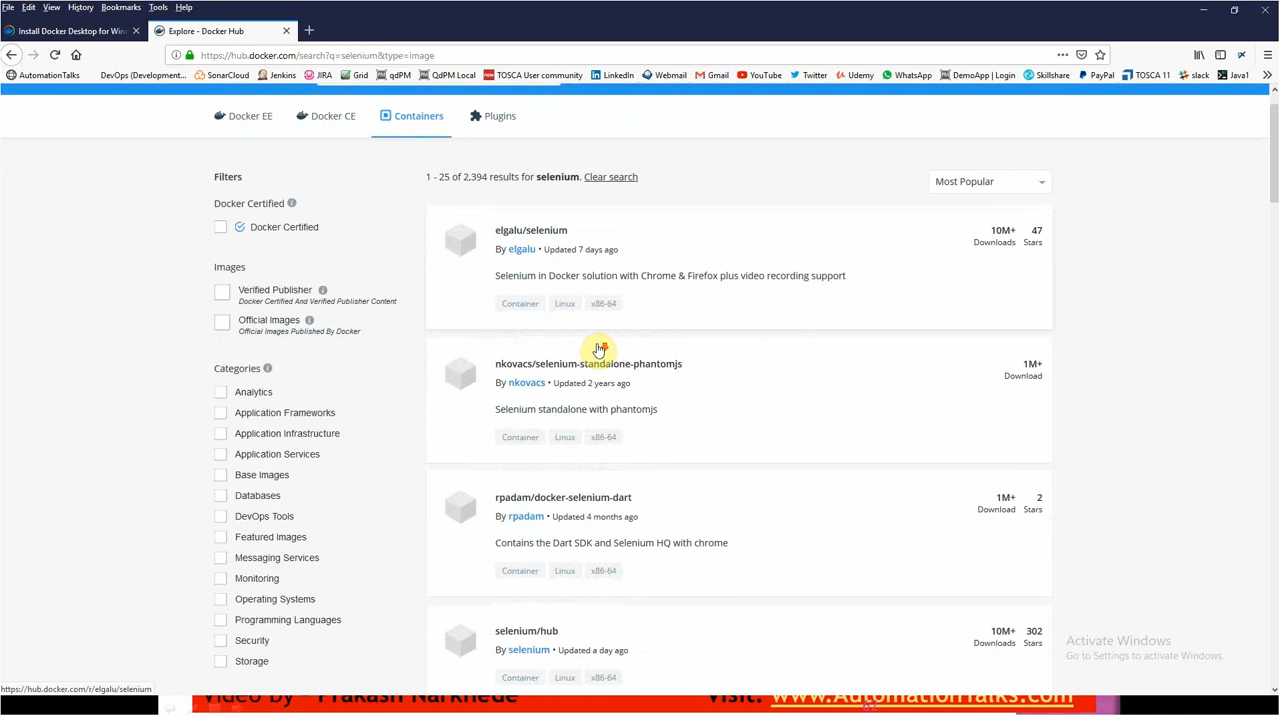 File Edit View History Bookmarks Tools Help
Install Docker Desktop for Win
Explore - Docker Hub
https://hub.docker.com/search?q=selenium&type=image
AutomationTalks DevOps (Development... SonarCloud Jenkins JIRA Grid qdPM QdPM Local TOSCA User community LinkedIn Webmail Gmail YouTube Twitter Udemy WhatsApp DemoApp | Login Skillshare PayPal TOSCA 11 slack Java1
Docker EE Docker CE Containers Plugins
Filters
1 - 25 of 2,394 results for selenium. Clear search
Most Popular
Docker Certified
Docker Certified
Images
Verified Publisher
Docker Certified And Verified Publisher Content
Official Images
Official Images Published By Docker
Categories
Analytics
Application Frameworks
Application Infrastructure
Application Services
Base Images
Databases
DevOps Tools
Featured Images
Messaging Services
Monitoring
Operating Systems
Programming Languages
Security
Storage
elgalu/selenium
10M+ 47
By elgalu • Updated 7 days ago
Downloads Stars
Selenium in Docker solution with Chrome & Firefox plus video recording support
Container Linux x86-64
nkovacs/selenium-standalone-phantomjs
1M+
By nkovacs • Updated 2 years ago
Download
Selenium standalone with phantomjs
Container Linux x86-64
rpadam/docker-selenium-dart
1M+ 2
By rpadam • Updated 4 months ago
Download Stars
Contains the Dart SDK and Selenium HQ with chrome
Container Linux x86-64
selenium/hub
10M+ 302
By selenium • Updated a day ago
Downloads Stars
Container Linux x86-64
Activate Windows
Go to Settings to activate Windows.
https://hub.docker.com/r/elgalu/selenium
Video by - Prakash Narkhede
Visit: www.AutomationTalks.com